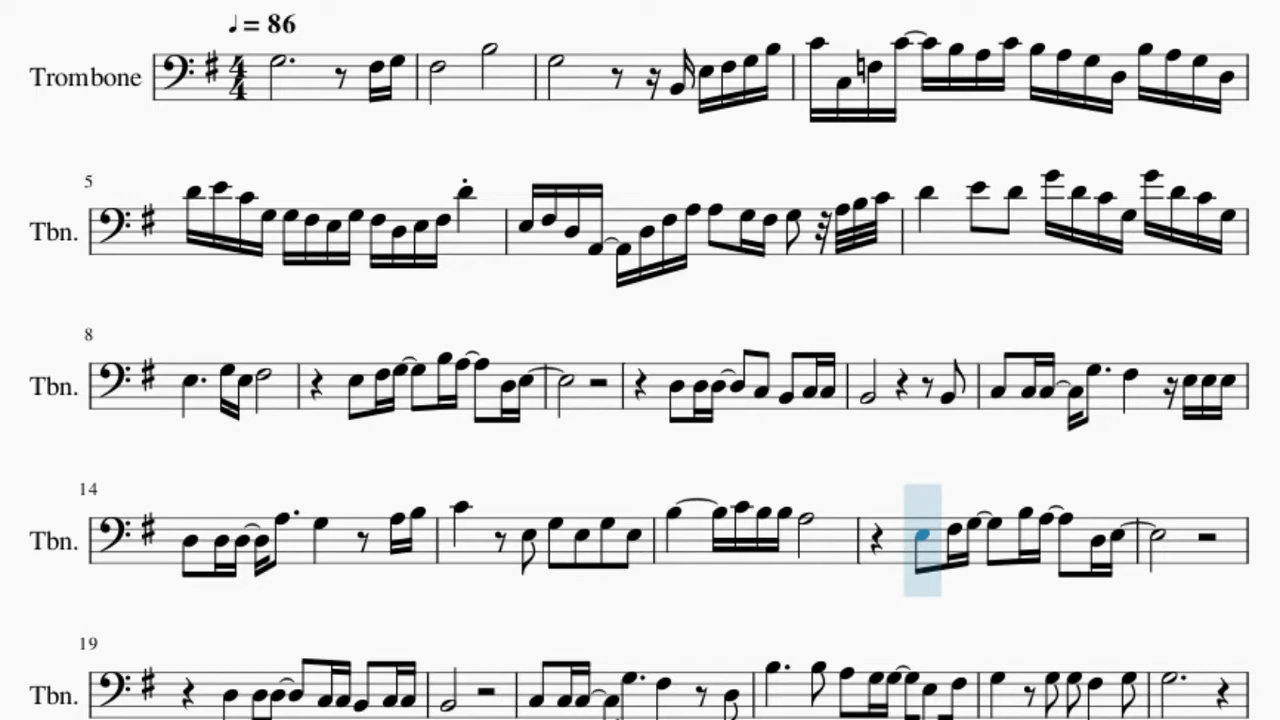 ♩ = 86
Trombone
4
4
5
Tbn.
8
Tbn.
14
Tbn.
19
Tbn.